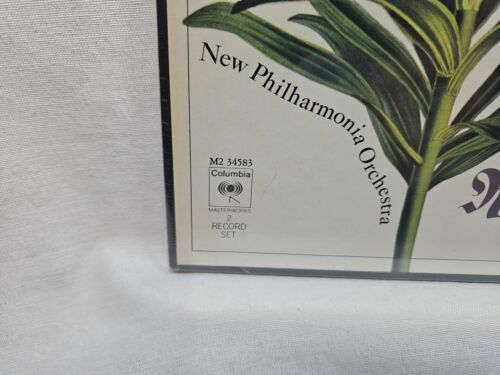 New Philharmonia Orchestra
M2 34583
Columbia
MASTERWORKS
2
RECORD
SET